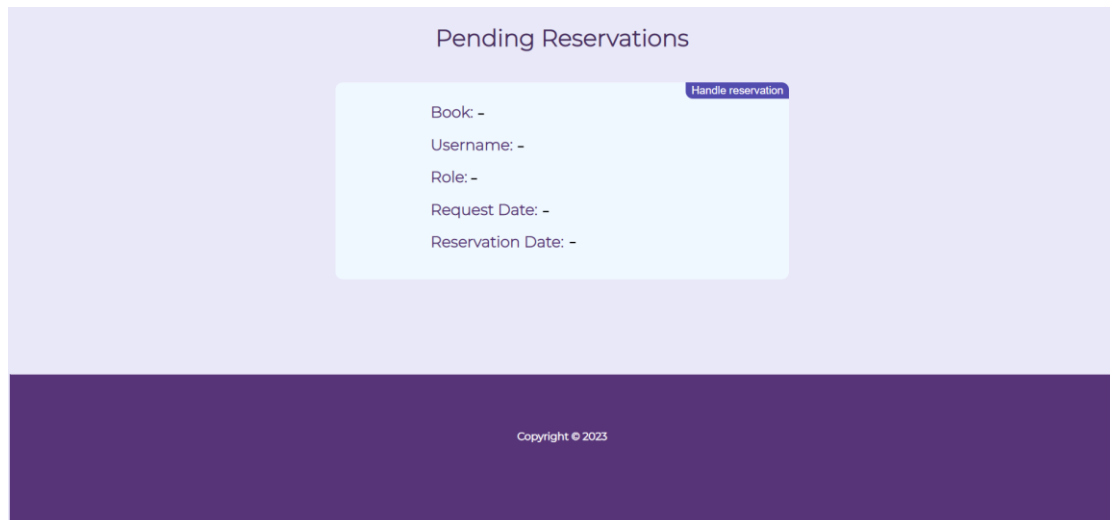 Pending Reservations
Handle reservation
Book: -
Username: -
Role: -
Request Date: -
Reservation Date: -
Copyright © 2023